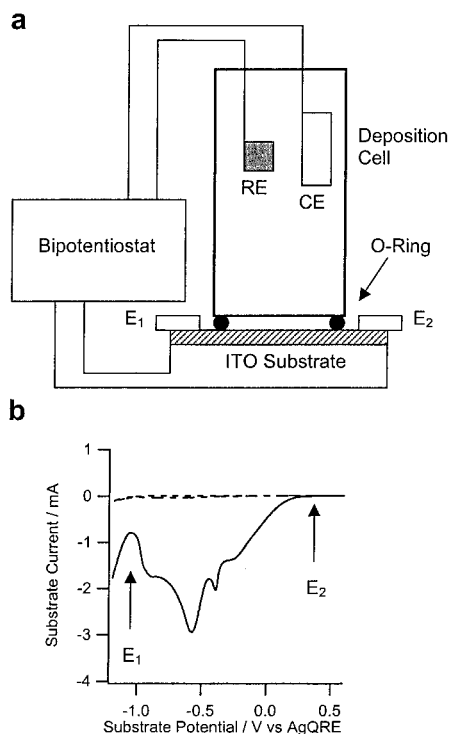 a
Deposition
Cell
RE
CE
Bipotentiostat
O-Ring
E1
E2
ITO Substrate
b
Substrate Current / mA
1
0
-1
-2
-3
-4
E1
E2
-1.0
-0.5
0.0
0.5
Substrate Potential / V vs AgQRE